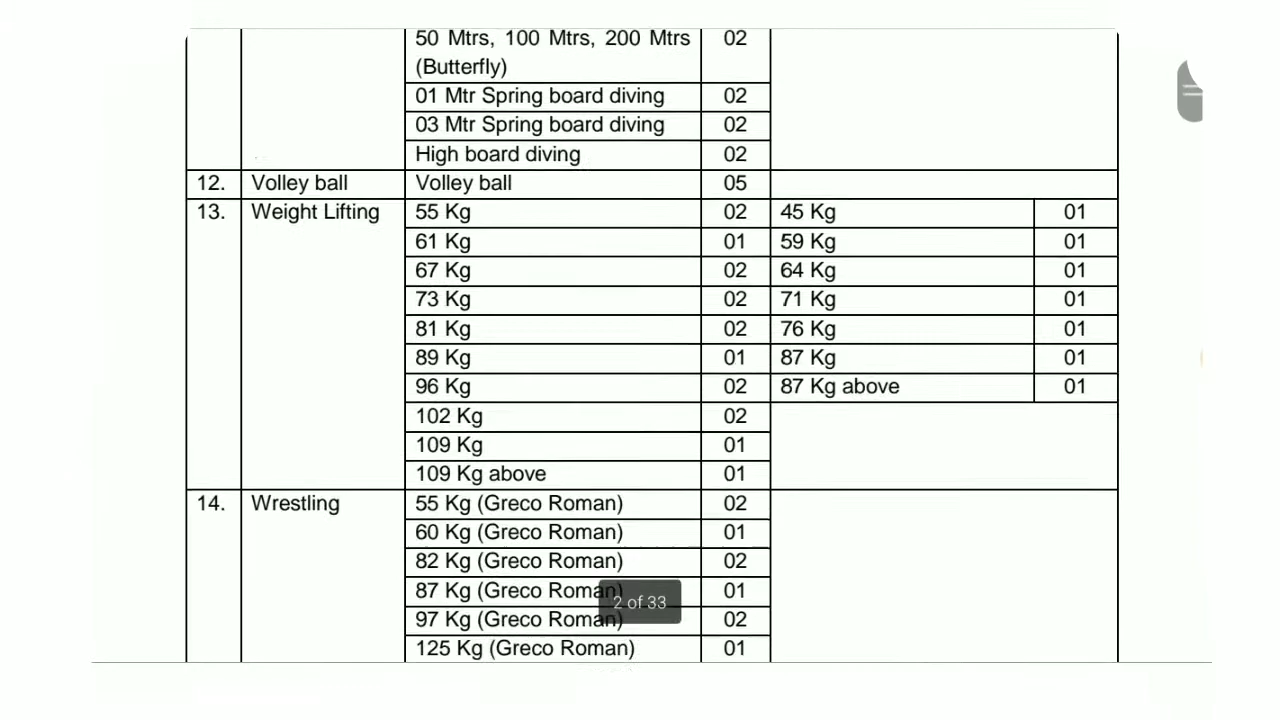 50 Mtrs, 100 Mtrs, 200 Mtrs 02
(Butterfly)
01 Mtr Spring board diving 02
03 Mtr Spring board diving 02
High board diving 02
12. Volley ball Volley ball 05
13. Weight Lifting 55 Kg 02 45 Kg 01
61 Kg 01 59 Kg 01
67 Kg 02 64 Kg 01
73 Kg 02 71 Kg 01
81 Kg 02 76 Kg 01
89 Kg 01 87 Kg 01
96 Kg 02 87 Kg above 01
102 Kg 02
109 Kg 01
109 Kg above 01
14. Wrestling 55 Kg (Greco Roman) 02
60 Kg (Greco Roman) 01
82 Kg (Greco Roman) 02
87 Kg (Greco Roman) 01
2 of 33
97 Kg (Greco Roman) 02
125 Kg (Greco Roman) 01